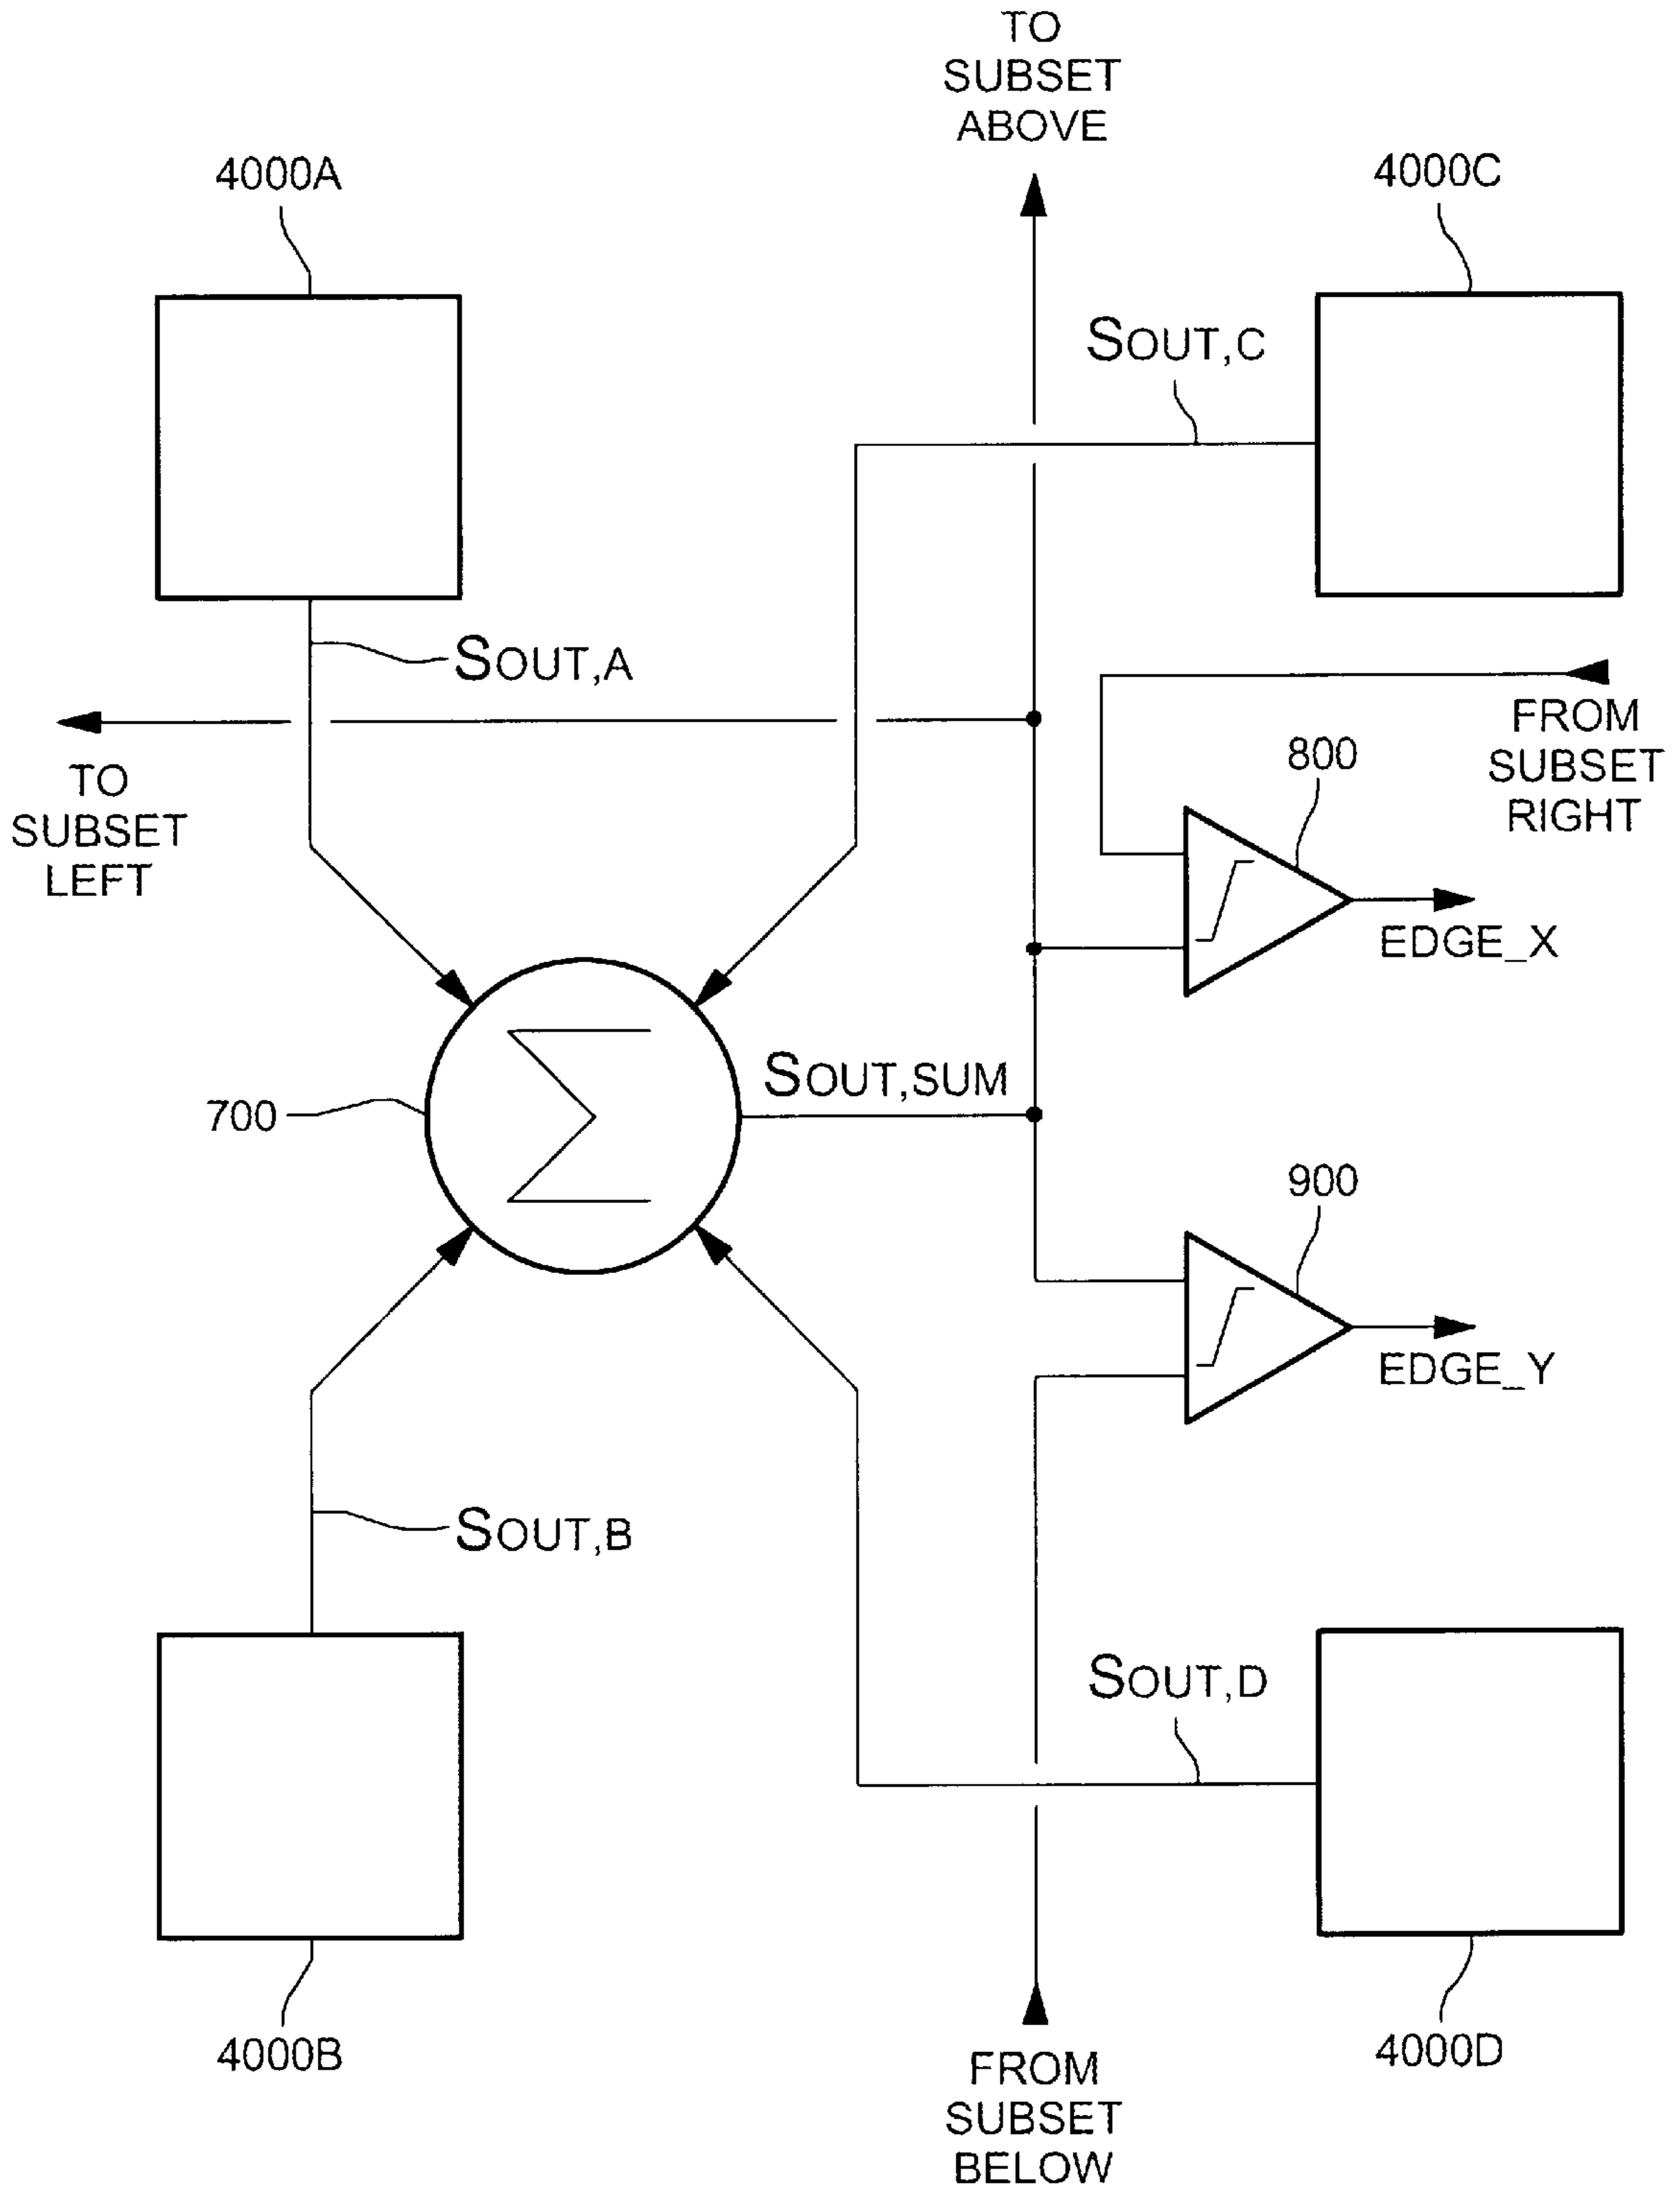 TO
SUBSET
ABOVE
4000A
4000C
SOUT,C
SOUT,A
FROM
SUBSET
RIGHT
800
TO
SUBSET
LEFT
EDGE_X
Σ
SOUT,SUM
700
900
EDGE_Y
SOUT,B
SOUT,D
4000B
4000D
FROM
SUBSET
BELOW